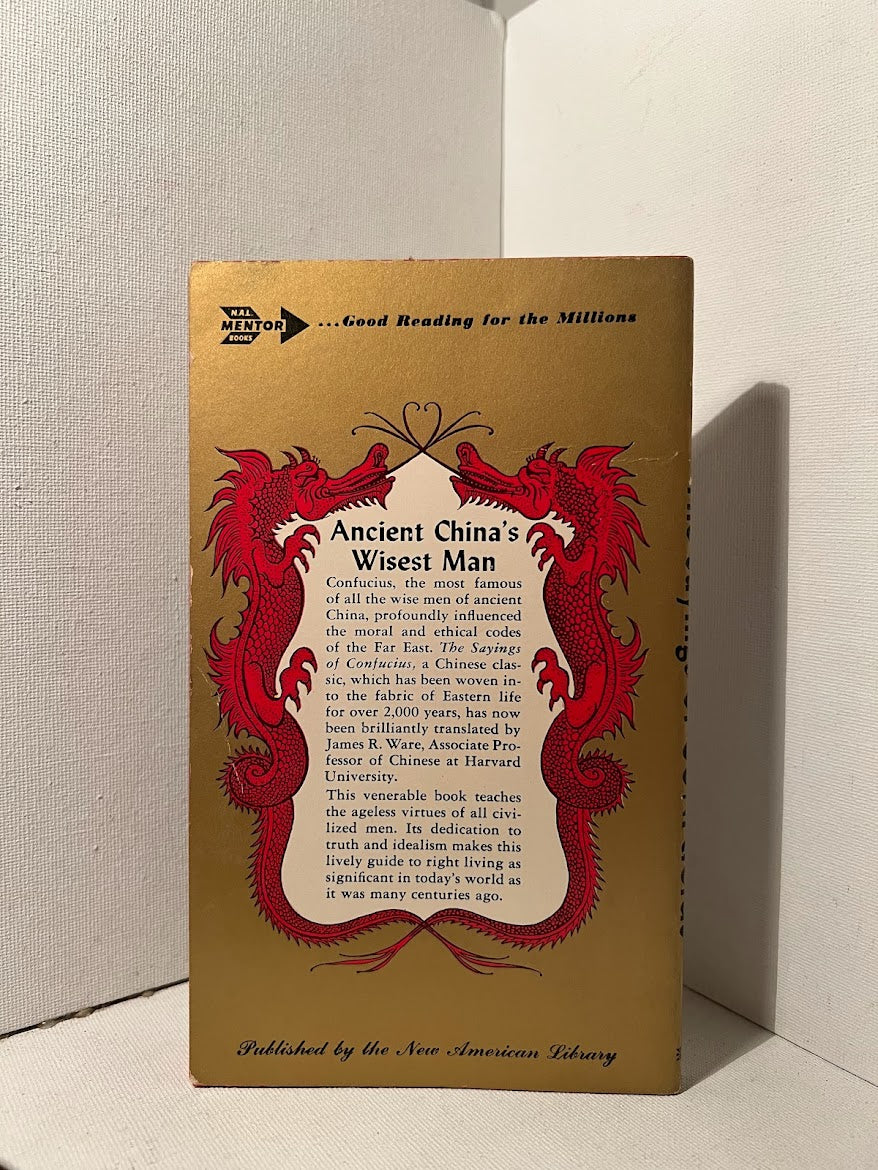 N.A.L.
MENTOR
BOOKS
...Good Reading for the Millions
Ancient China's
Wisest Man
Confucius, the most famous
of all the wise men of ancient
China, profoundly influenced
the moral and ethical codes
of the Far East. The Sayings
of Confucius, a Chinese clas-
sic, which has been woven in-
to the fabric of Eastern life
for over 2,000 years, has now
been brilliantly translated by
James R. Ware, Associate Pro-
fessor of Chinese at Harvard
University.
This venerable book teaches
the ageless virtues of all civi-
lized men. Its dedication to
truth and idealism makes this
lively guide to right living as
significant in today's world as
it was many centuries ago.
Published by the New American Library